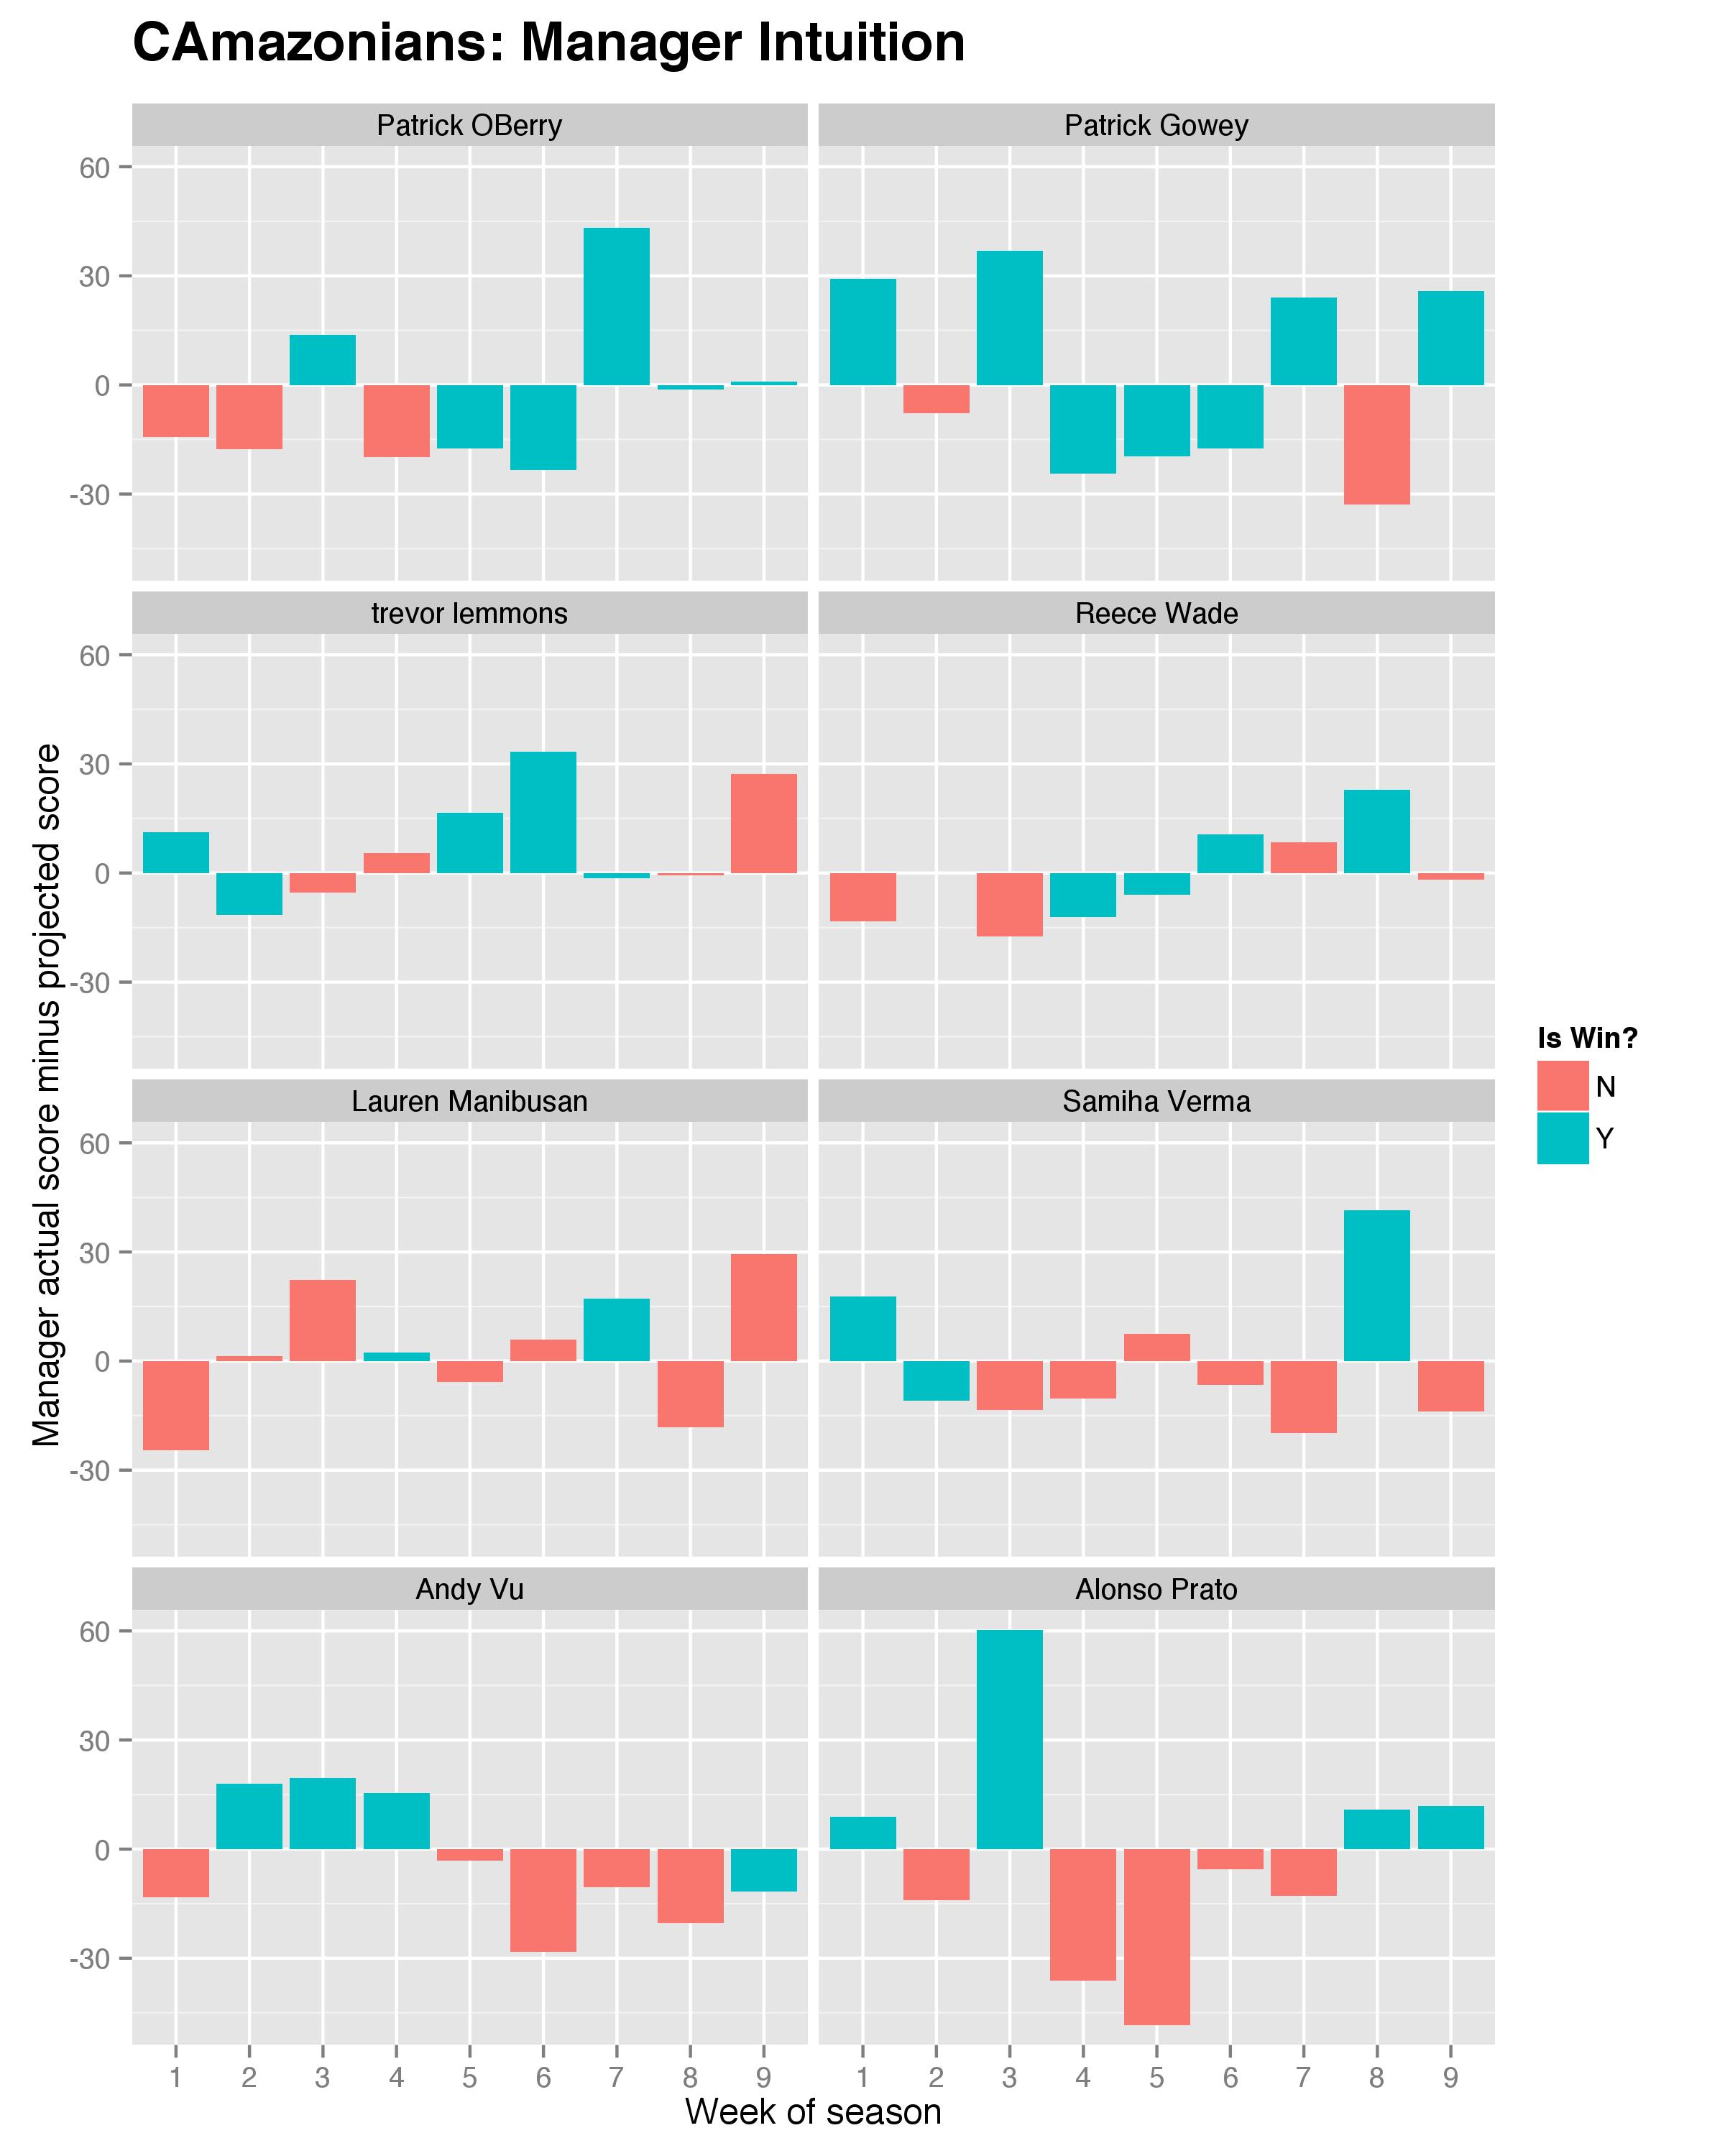 CAmazonians: Manager Intuition
Patrick OBerry
Patrick Gowey
60
30
0
-30
trevor lemmons
Reece Wade
60
30
0
-30
Lauren Manibusan
Samiha Verma
60
30
0
-30
Andy Vu
Alonso Prato
60
30
0
-30
1 2 3 4 5 6 7 8 9
1 2 3 4 5 6 7 8 9
Week of season
Manager actual score minus projected score
Is Win?
N
Y